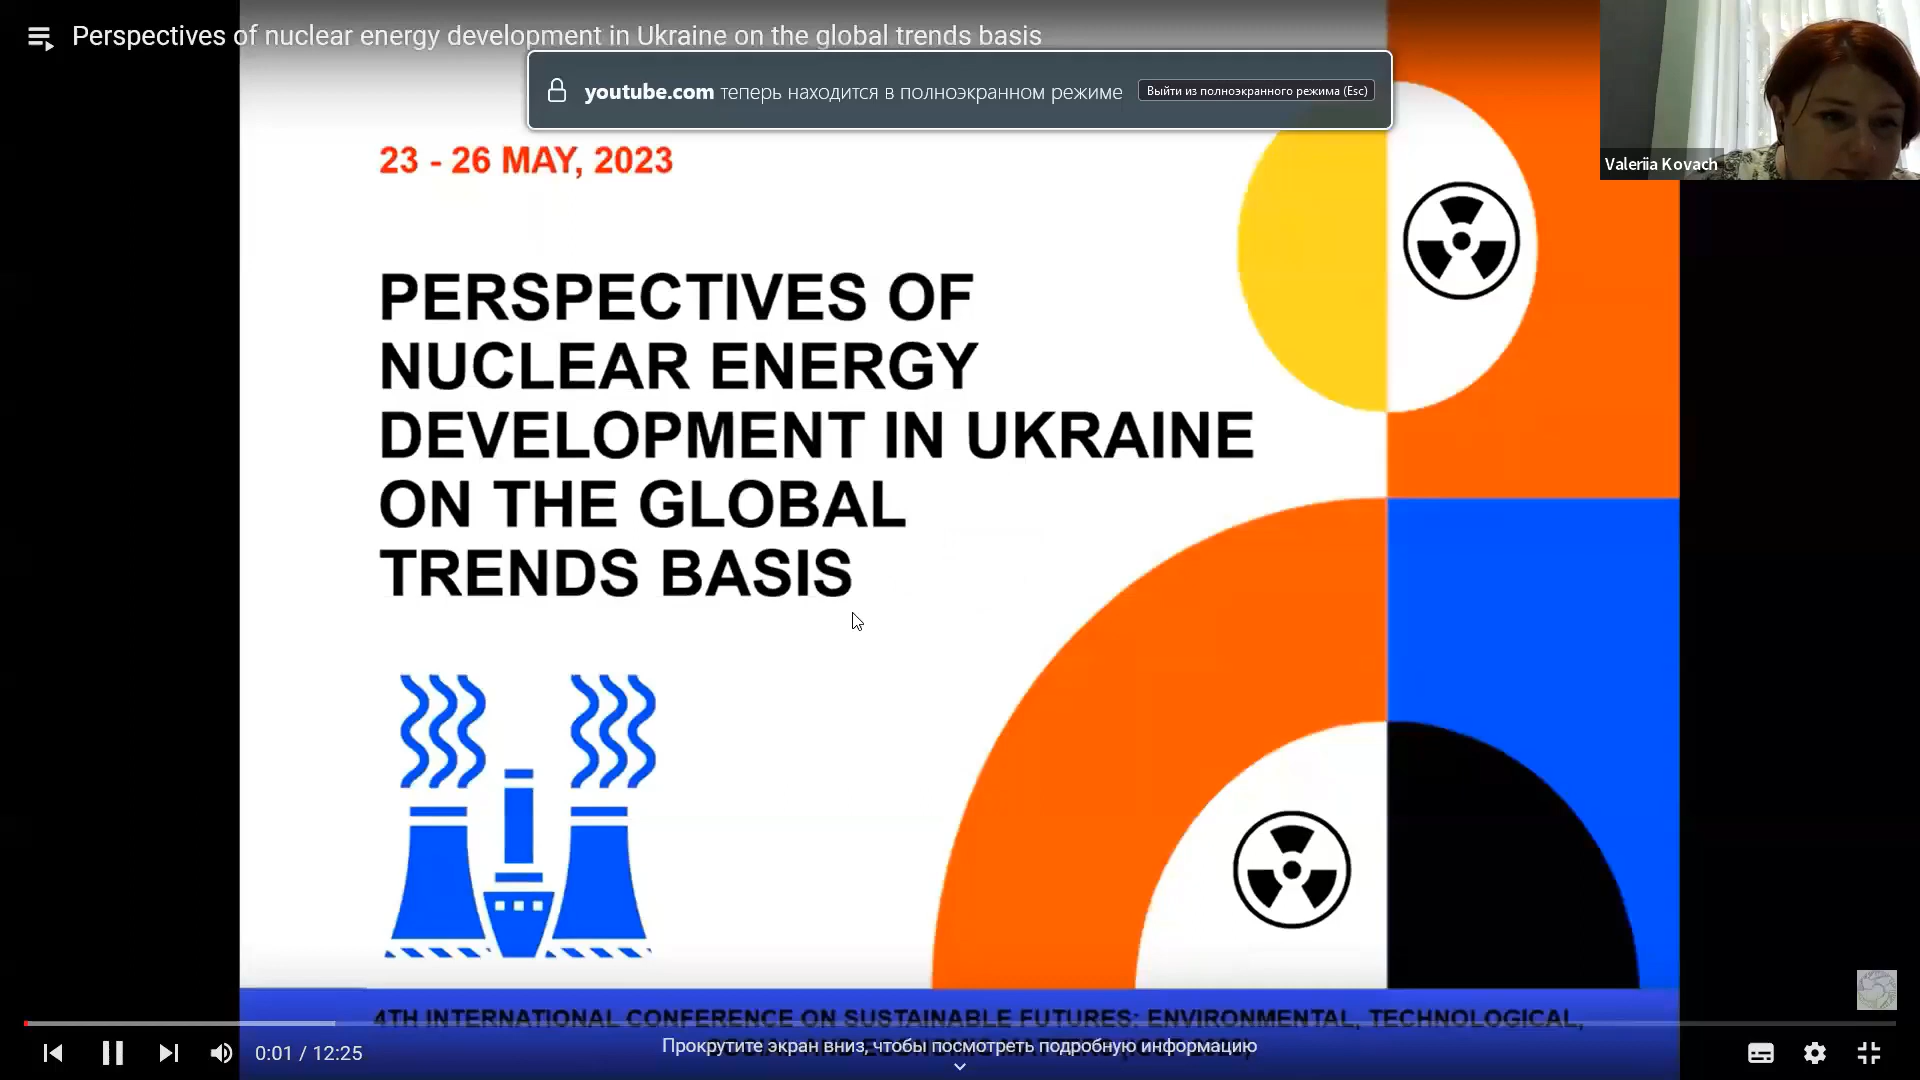 Perspectives of nuclear energy development in Ukraine on the global trends basis
youtube.com теперь находится в полноэкранном режиме
Выйти из полноэкранного режима (Esc)
Valeriia Kovach
23 - 26 MAY, 2023
PERSPECTIVES OF
NUCLEAR ENERGY
DEVELOPMENT IN UKRAINE
ON THE GLOBAL
TRENDS BASIS
4TH INTERNATIONAL CONFERENCE ON SUSTAINABLE FUTURES: ENVIRONMENTAL, TECHNOLOGICAL,
Прокрутите экран вниз, чтобы посмотреть подробную информацию
0:01 / 12:25